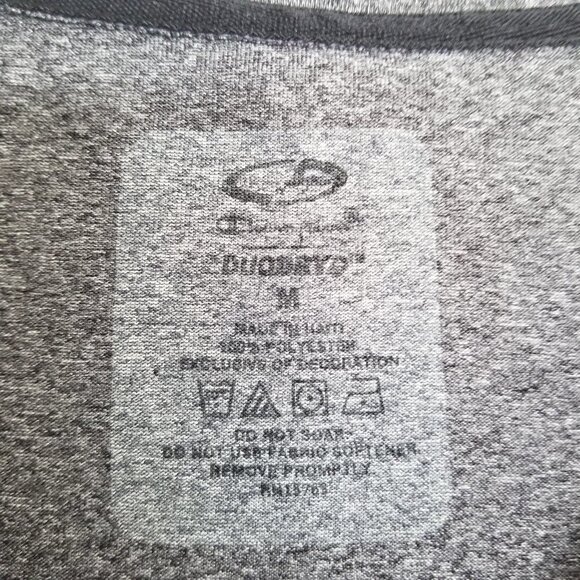 Champion®
DUODRY®
M
MADE IN HAITI
100% POLYESTER
EXCLUSIVE OF DECORATION
DO NOT SOAK
DO NOT USE FABRIC SOFTENER
REMOVE PROMPTLY